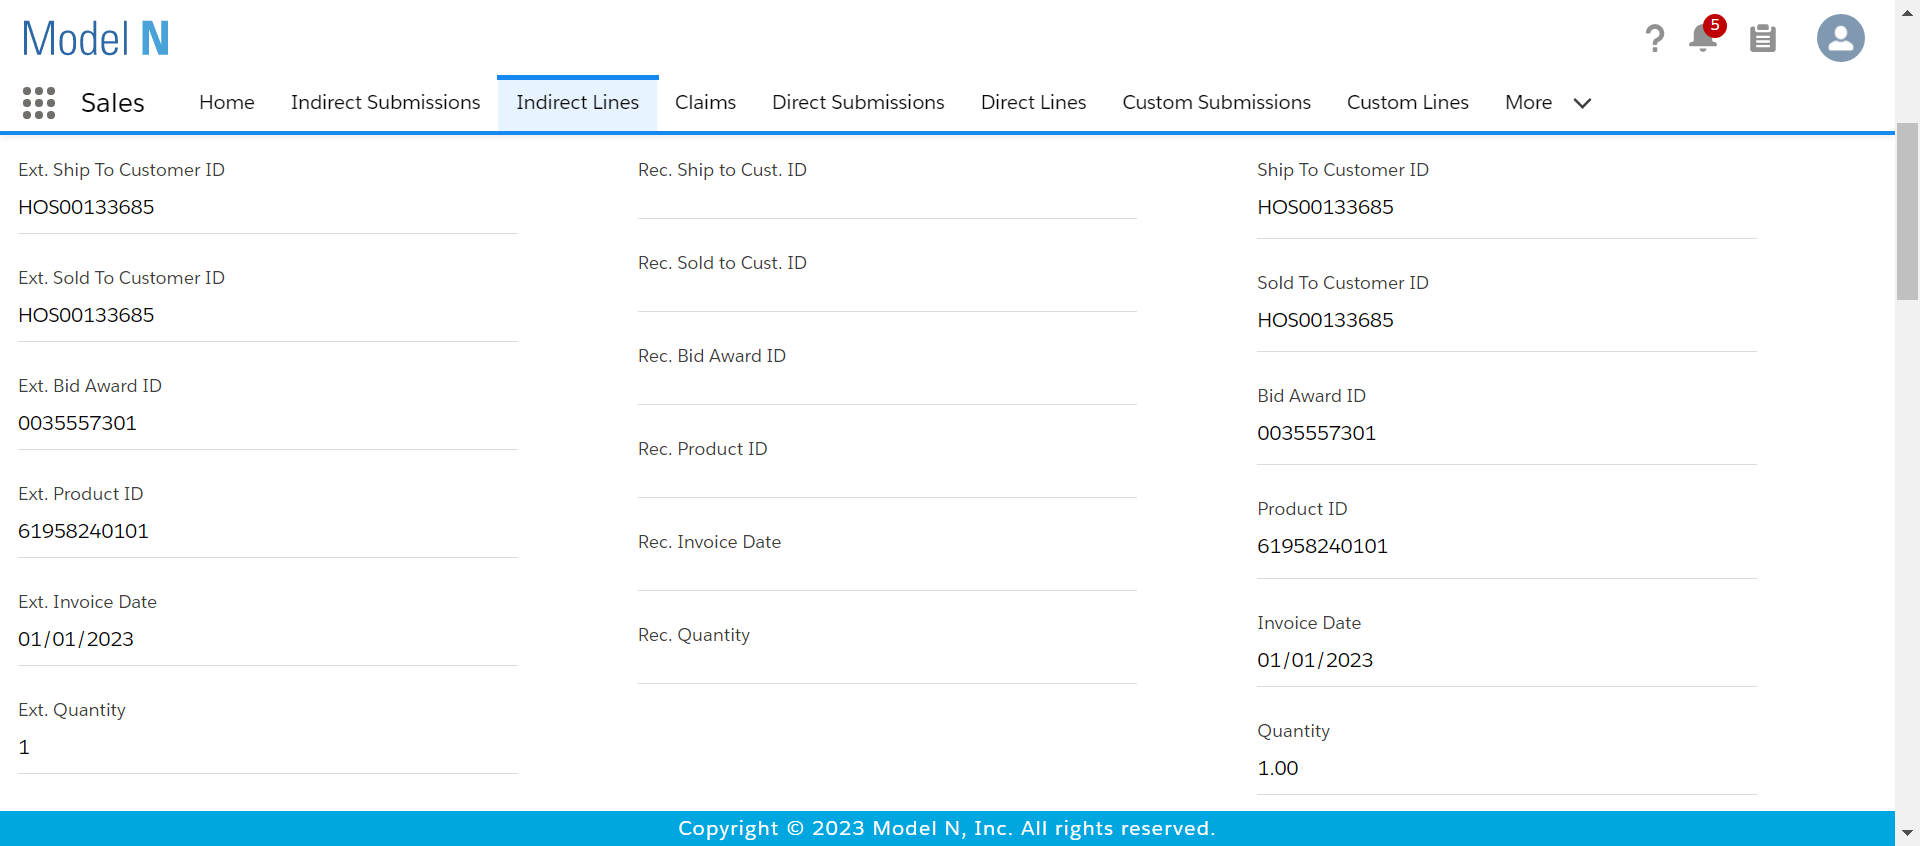 Model N
5
Sales
Home
Indirect Submissions
Indirect Lines
Claims
Direct Submissions
Direct Lines
Custom Submissions
Custom Lines
More
Ext. Ship To Customer ID
HOS00133685
Ext. Sold To Customer ID
HOS00133685
Ext. Bid Award ID
0035557301
Ext. Product ID
61958240101
Ext. Invoice Date
01/01/2023
Ext. Quantity
1
Rec. Ship to Cust. ID
Rec. Sold to Cust. ID
Rec. Bid Award ID
Rec. Product ID
Rec. Invoice Date
Rec. Quantity
Ship To Customer ID
HOS00133685
Sold To Customer ID
HOS00133685
Bid Award ID
0035557301
Product ID
61958240101
Invoice Date
01/01/2023
Quantity
1.00
Copyright © 2023 Model N, Inc. All rights reserved.